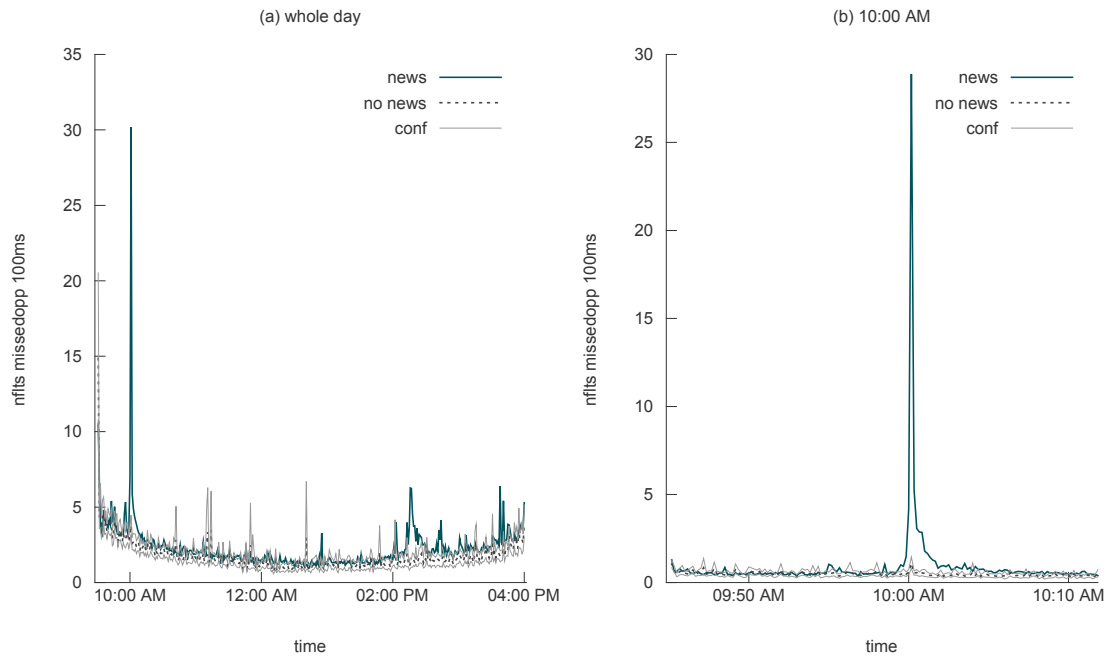 (a) whole day
35
30
25
20
15
10
5
0
10:00 AM 12:00 AM 02:00 PM 04:00 PM
time
nflts missedopp 100ms
news
no news
conf
(b) 10:00 AM
30
25
20
15
10
5
0
09:50 AM 10:00 AM 10:10 AM
time
nflts missedopp 100ms
news
no news
conf